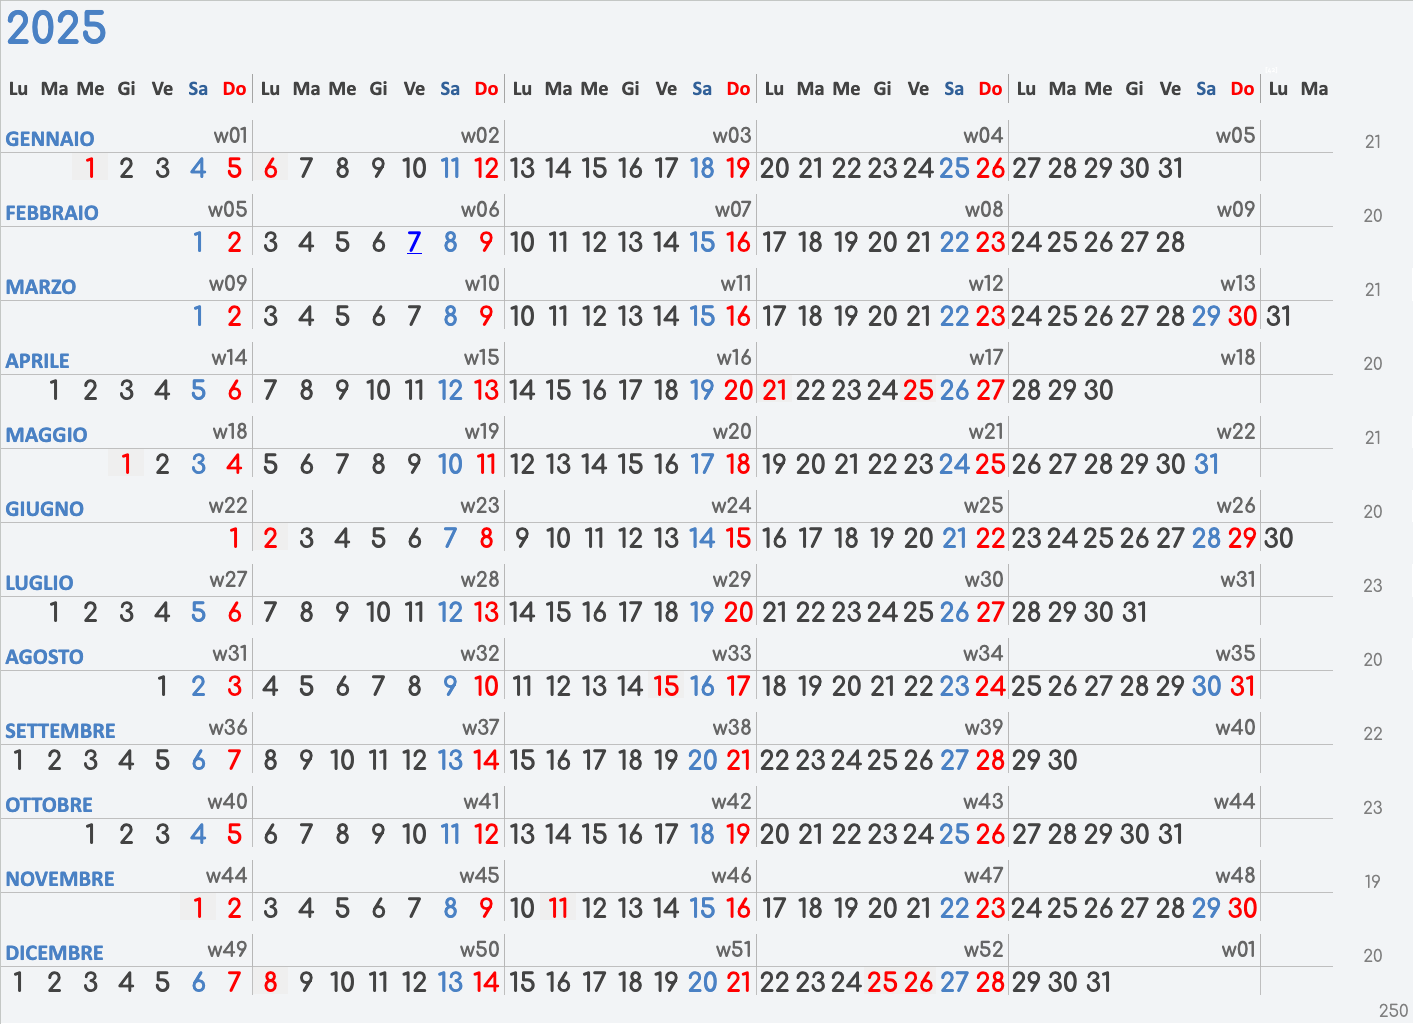 2025
Lu Ma Me Gi Ve Sa Do Lu Ma Me Gi Ve Sa Do Lu Ma Me Gi Ve Sa Do Lu Ma Me Gi Ve Sa Do Lu Ma Me Gi Ve Sa Do Lu Ma
GENNAIO w01 w02 w03 w04 w05 21
1 2 3 4 5 6 7 8 9 10 11 12 13 14 15 16 17 18 19 20 21 22 23 24 25 26 27 28 29 30 31
FEBBRAIO w05 w06 w07 w08 w09 20
1 2 3 4 5 6 7 8 9 10 11 12 13 14 15 16 17 18 19 20 21 22 23 24 25 26 27 28
MARZO w09 w10 w11 w12 w13 21
1 2 3 4 5 6 7 8 9 10 11 12 13 14 15 16 17 18 19 20 21 22 23 24 25 26 27 28 29 30 31
APRILE w14 w15 w16 w17 w18 20
1 2 3 4 5 6 7 8 9 10 11 12 13 14 15 16 17 18 19 20 21 22 23 24 25 26 27 28 29 30
MAGGIO w18 w19 w20 w21 w22 21
1 2 3 4 5 6 7 8 9 10 11 12 13 14 15 16 17 18 19 20 21 22 23 24 25 26 27 28 29 30 31
GIUGNO w22 w23 w24 w25 w26 20
1 2 3 4 5 6 7 8 9 10 11 12 13 14 15 16 17 18 19 20 21 22 23 24 25 26 27 28 29 30
LUGLIO w27 w28 w29 w30 w31 23
1 2 3 4 5 6 7 8 9 10 11 12 13 14 15 16 17 18 19 20 21 22 23 24 25 26 27 28 29 30 31
AGOSTO w31 w32 w33 w34 w35 20
1 2 3 4 5 6 7 8 9 10 11 12 13 14 15 16 17 18 19 20 21 22 23 24 25 26 27 28 29 30 31
SETTEMBRE w36 w37 w38 w39 w40 22
1 2 3 4 5 6 7 8 9 10 11 12 13 14 15 16 17 18 19 20 21 22 23 24 25 26 27 28 29 30
OTTOBRE w40 w41 w42 w43 w44 23
1 2 3 4 5 6 7 8 9 10 11 12 13 14 15 16 17 18 19 20 21 22 23 24 25 26 27 28 29 30 31
NOVEMBRE w44 w45 w46 w47 w48 19
1 2 3 4 5 6 7 8 9 10 11 12 13 14 15 16 17 18 19 20 21 22 23 24 25 26 27 28 29 30
DICEMBRE w49 w50 w51 w52 w01 20
1 2 3 4 5 6 7 8 9 10 11 12 13 14 15 16 17 18 19 20 21 22 23 24 25 26 27 28 29 30 31
250